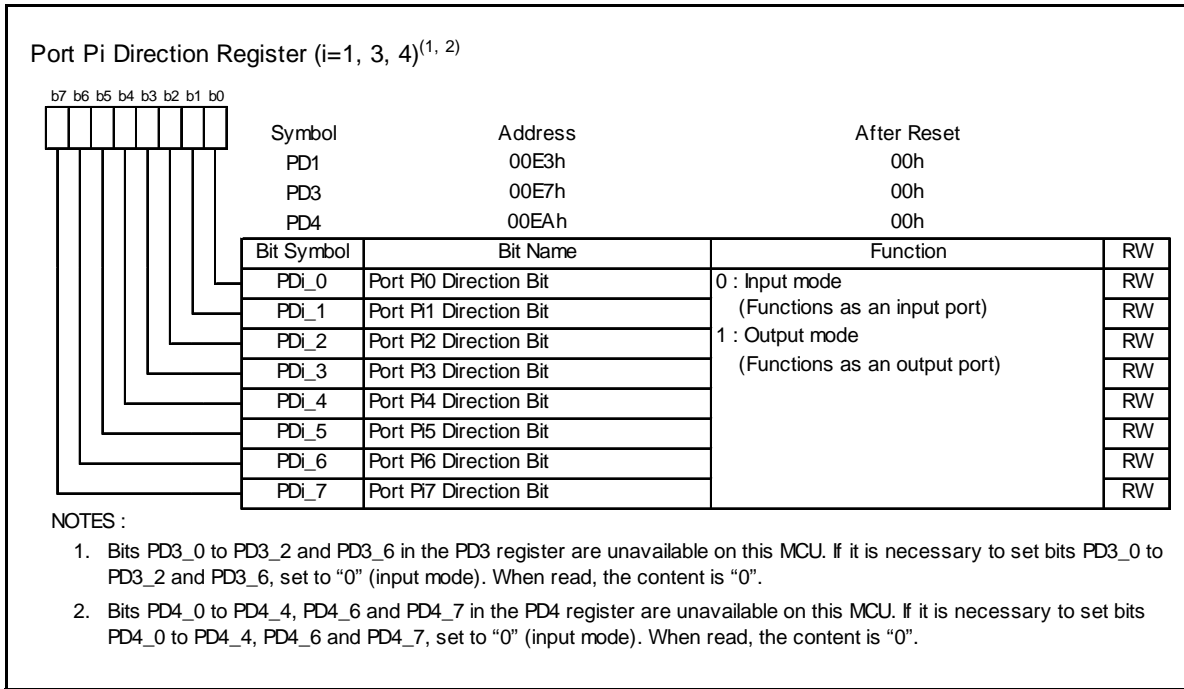 Port Pi Direction Register (i=1, 3, 4)(1, 2)
b7 b6 b5 b4 b3 b2 b1 b0
Symbol Address After Reset
PD1 00E3h 00h
PD3 00E7h 00h
PD4 00EAh 00h
Bit Symbol Bit Name Function RW
PDi_0 Port Pi0 Direction Bit 0 : Input mode RW
PDi_1 Port Pi1 Direction Bit (Functions as an input port) RW
PDi_2 Port Pi2 Direction Bit 1 : Output mode RW
PDi_3 Port Pi3 Direction Bit (Functions as an output port) RW
PDi_4 Port Pi4 Direction Bit RW
PDi_5 Port Pi5 Direction Bit RW
PDi_6 Port Pi6 Direction Bit RW
PDi_7 Port Pi7 Direction Bit RW
NOTES :
1. Bits PD3_0 to PD3_2 and PD3_6 in the PD3 register are unavailable on this MCU. If it is necessary to set bits PD3_0 to
PD3_2 and PD3_6, set to “0” (input mode). When read, the content is “0”.
2. Bits PD4_0 to PD4_4, PD4_6 and PD4_7 in the PD4 register are unavailable on this MCU. If it is necessary to set bits
PD4_0 to PD4_4, PD4_6 and PD4_7, set to “0” (input mode). When read, the content is “0”.